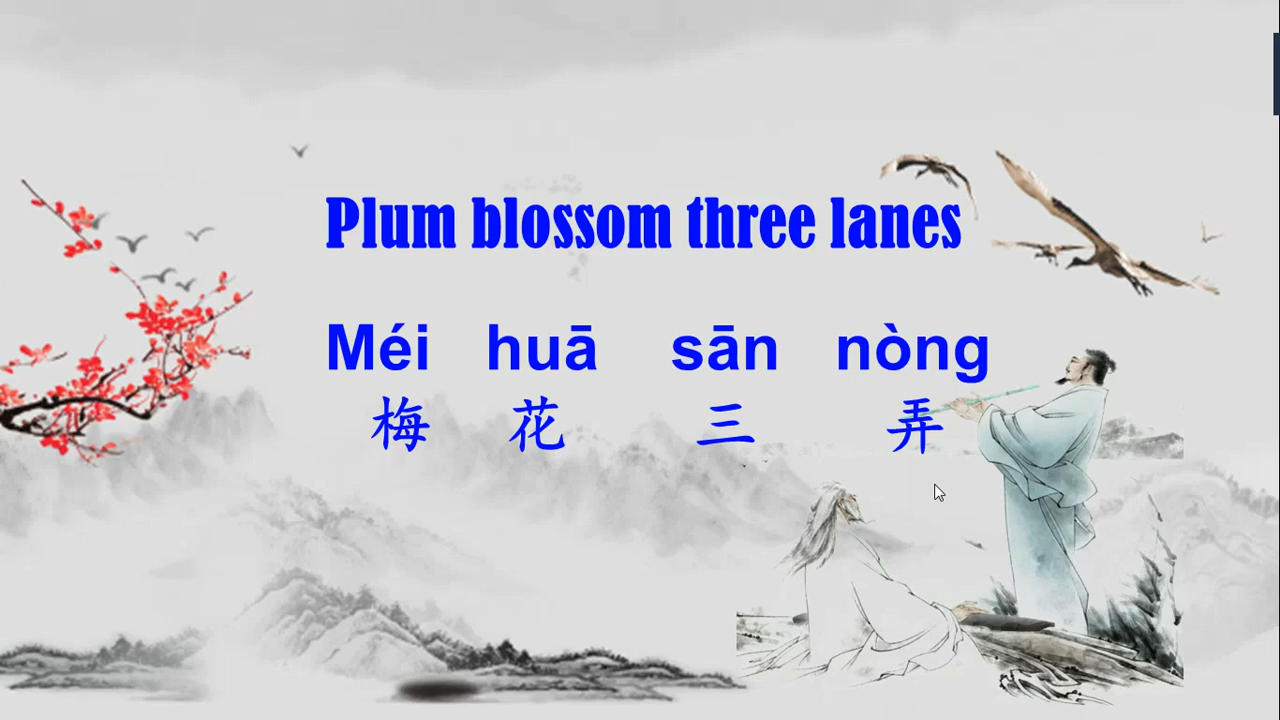 Plum blossom three lanes
Méi huā sān nòng
梅 花 三 弄